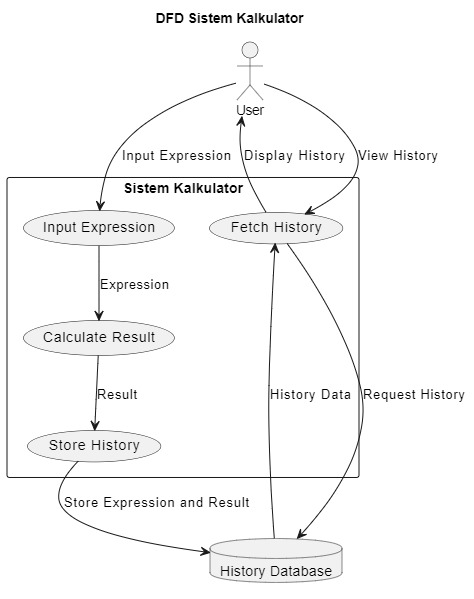 DFD Sistem Kalkulator
User
Input Expression
Display History
View History
Sistem Kalkulator
Input Expression
Fetch History
Expression
Calculate Result
Result
History Data
Request History
Store History
Store Expression and Result
History Database